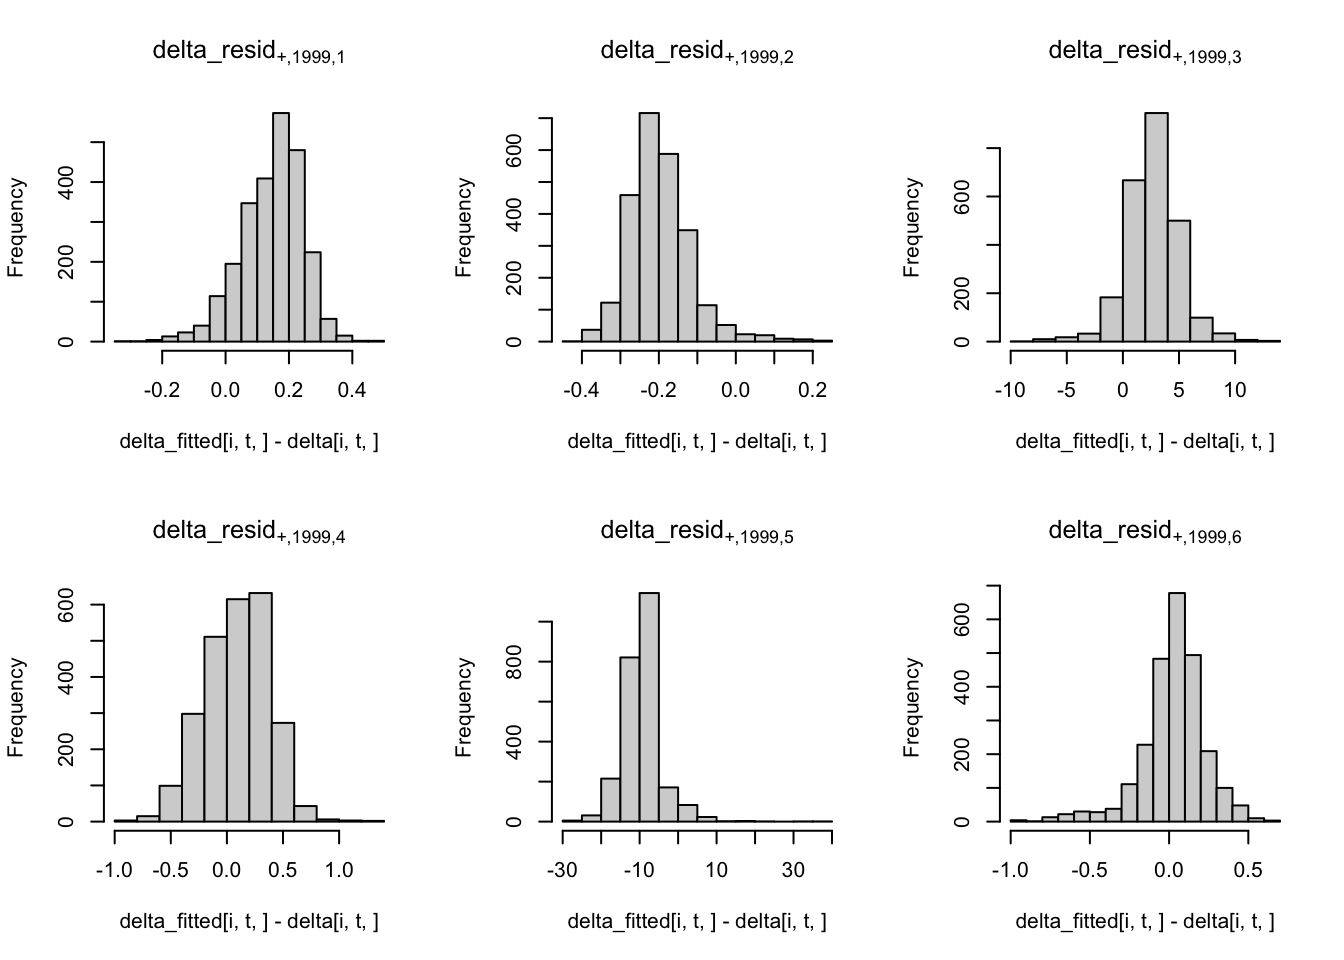 delta_resid+,1999,1
delta_resid+,1999,2
delta_resid+,1999,3
Frequency
0 200 400
-0.2 0.0 0.2 0.4
delta_fitted[i, t, ] - delta[i, t, ]
Frequency
0 200 400 600
-0.4 -0.2 0.0 0.2
delta_fitted[i, t, ] - delta[i, t, ]
Frequency
0 200 600
-10 -5 0 5 10
delta_fitted[i, t, ] - delta[i, t, ]
delta_resid+,1999,4
delta_resid+,1999,5
delta_resid+,1999,6
Frequency
0 200 400 600
-1.0 -0.5 0.0 0.5 1.0
delta_fitted[i, t, ] - delta[i, t, ]
Frequency
0 400 800
-30 -10 10 30
delta_fitted[i, t, ] - delta[i, t, ]
Frequency
0 200 400 600
-1.0 -0.5 0.0 0.5
delta_fitted[i, t, ] - delta[i, t, ]